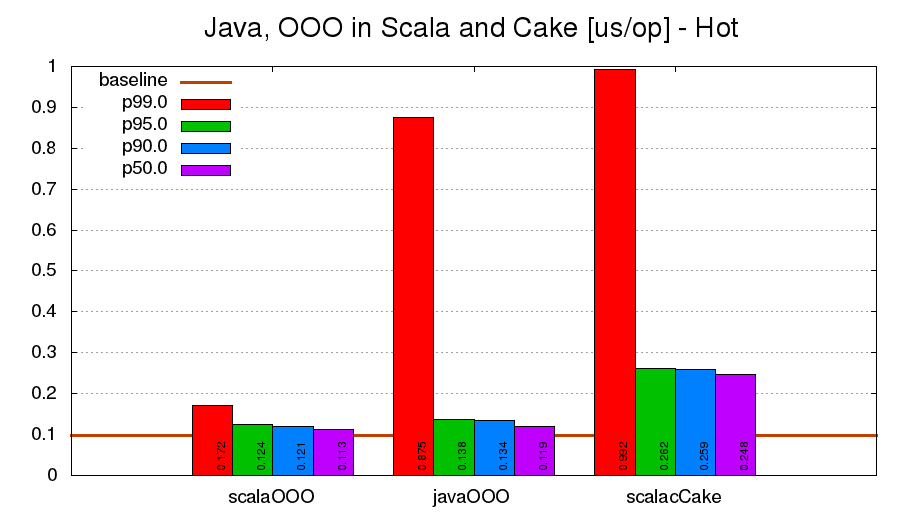 Java, OOO in Scala and Cake [us/op] - Hot
baseline
p99.0
p95.0
p90.0
p50.0
1
0.9
0.8
0.7
0.6
0.5
0.4
0.3
0.2
0.1
0
0.172
0.124
0.121
0.113
0.875
0.138
0.134
0.119
0.992
0.262
0.259
0.248
scalaOOO
javaOOO
scalacCake